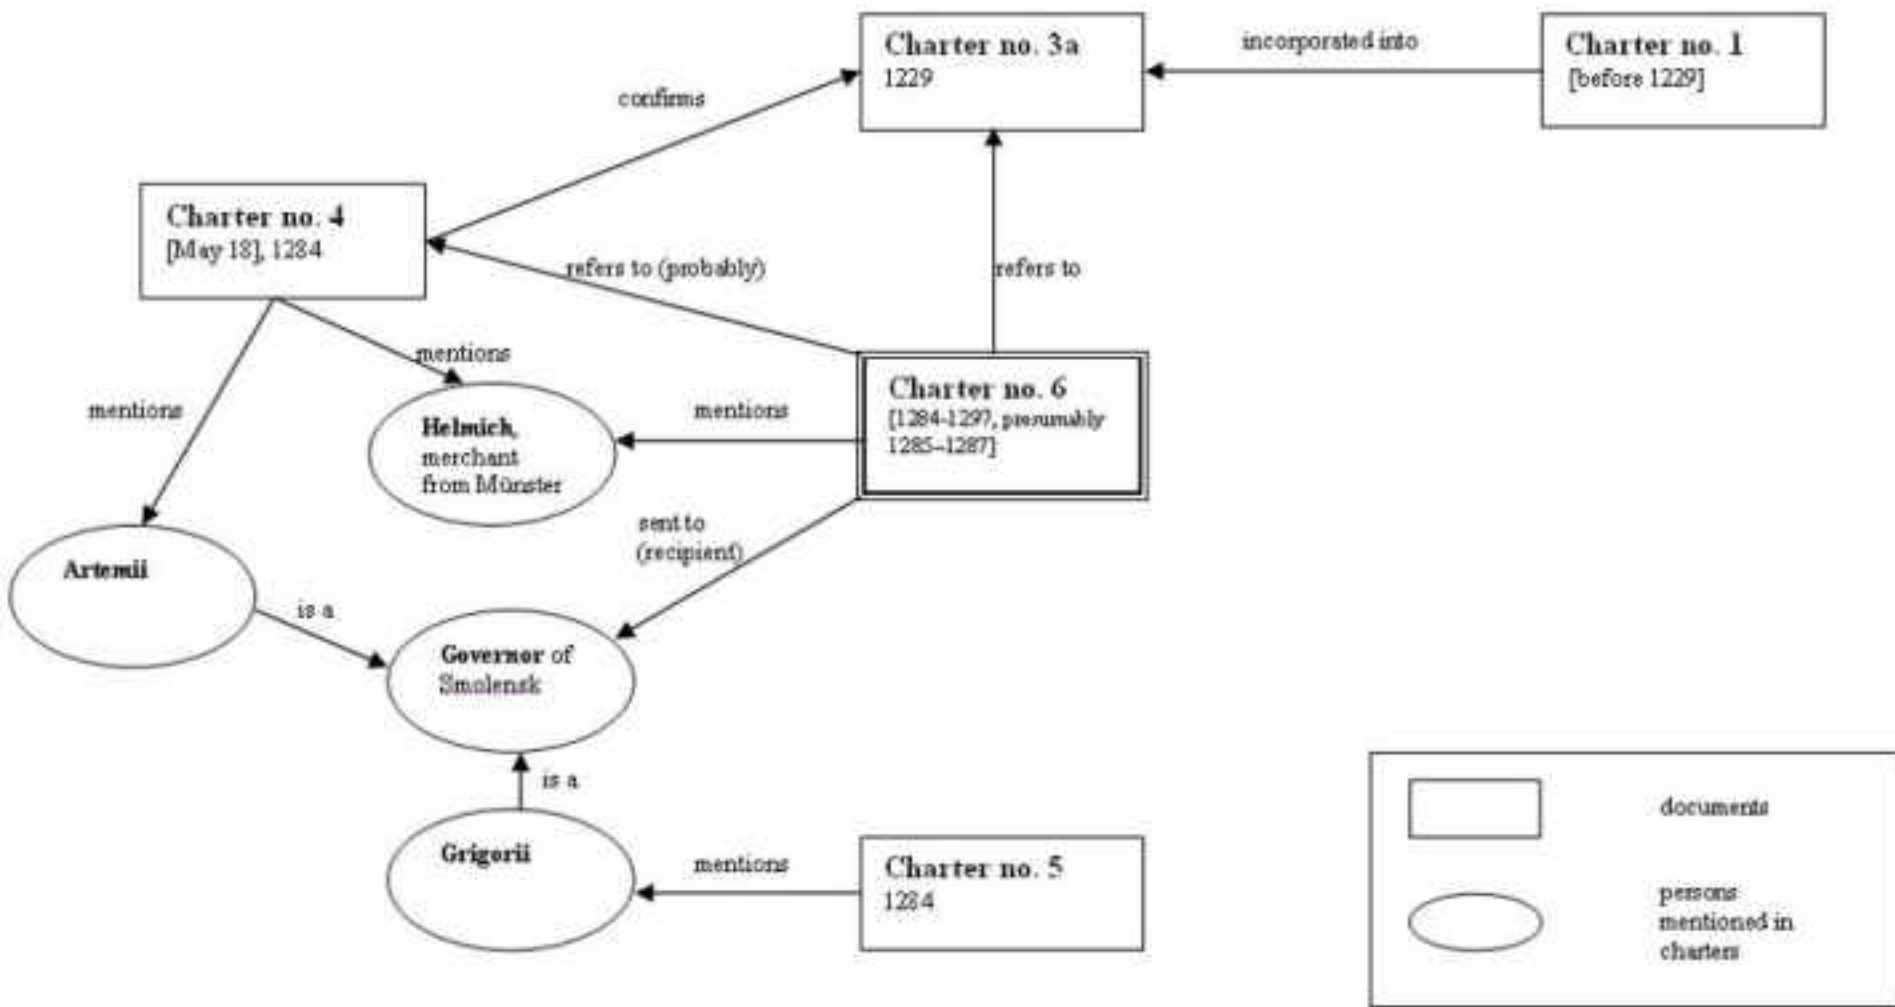 Charter no. 3a
1229
incorporated into
Charter no. 1
[before 1229]
confirms
Charter no. 4
[May 18], 1284
refers to (probably)
refers to
mentions
mentions
Helmich,
merchant
from Münster
mentions
Charter no. 6
[1284-1297, presumably
1285–1287]
sent to
(recipient)
Artemii
is a
Governor of
Smolensk
is a
Grigorii
mentions
Charter no. 5
1284
documents
persons
mentioned in
charters